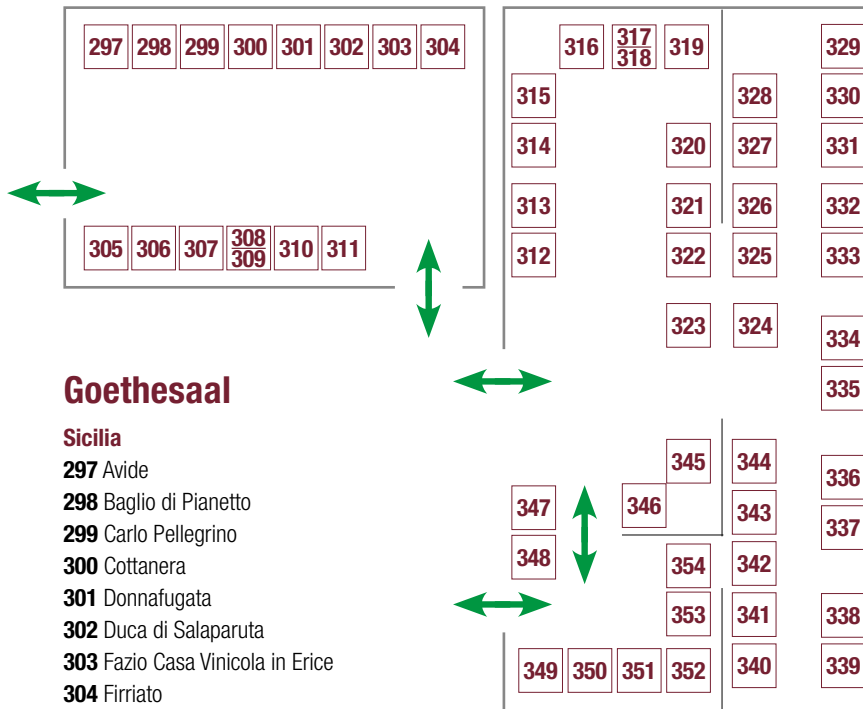 297 298 299 300 301 302 303 304
305 306 307 308 309 310 311
316 317 318 319
315
314 320
313 321
312 322
323
328
327
326
325
324
329
330
331
332
333
334
335
345 344
346 343
347
348
354 342
353 341
349 350 351 352 340
336
337
338
339
Goethesaal
Sicilia
297 Avide
298 Baglio di Pianetto
299 Carlo Pellegrino
300 Cottanera
301 Donnafugata
302 Duca di Salaparuta
303 Fazio Casa Vinicola in Erice
304 Firriato